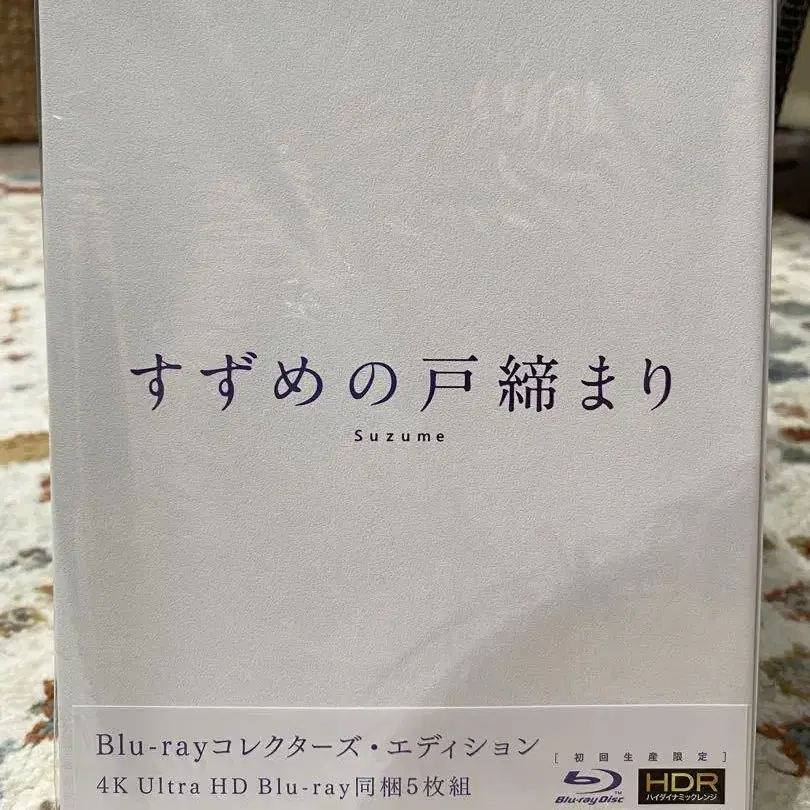 すずめの戸締まり
Suzume
Blu-rayコレクターズ・エディション
[初回生産限定]
4K Ultra HD Blu-ray同梱5枚組
Blu-ray Disc™
HDR
ハイダイナミックレンジ